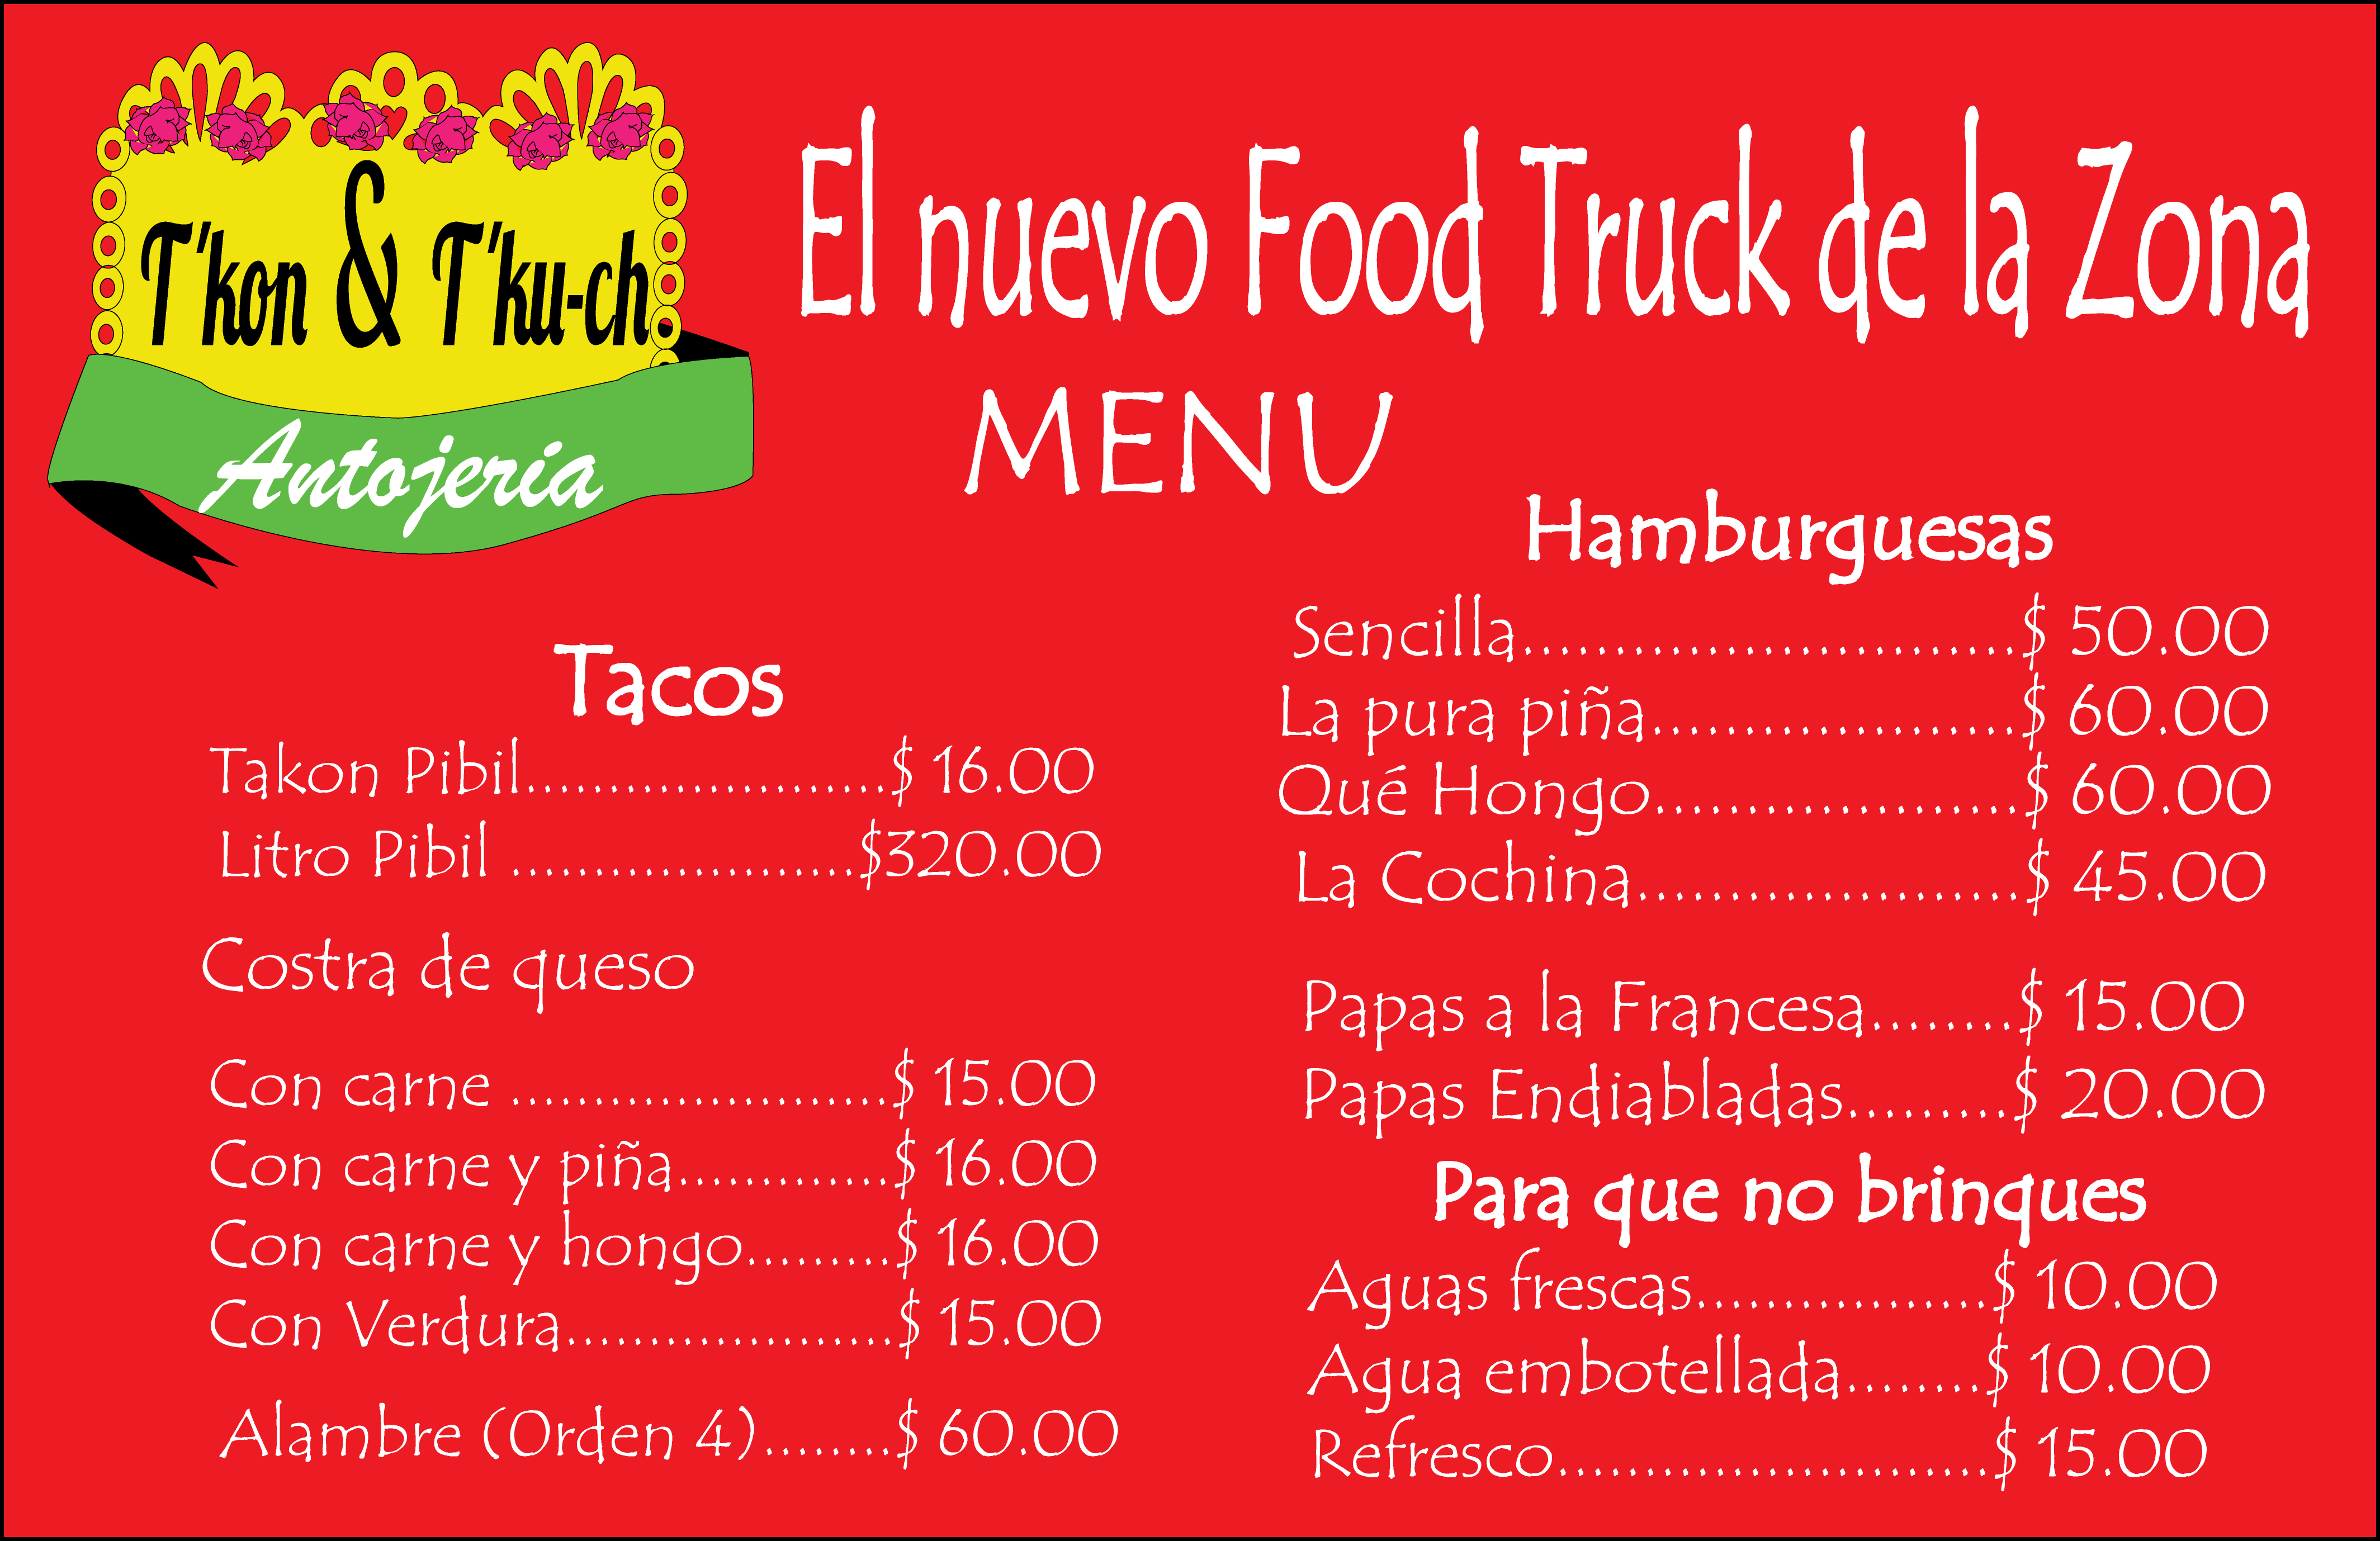 T'kon & T'ku-ch
Antojeria
El nuevo Food Truck de la Zona
MENU
Tacos
Takon Pibil.........................$ 16.00
Litro Pibil ........................$320.00
Costra de queso
Con carne ..........................$ 15.00
Con carne y piña...............$ 16.00
Con carne y hongo..........$ 16.00
Con Verdura.......................$ 15.00
Alambre (Orden 4).........$ 60.00
Hamburguesas
Sencilla.............................$ 50.00
La pura piña......................$ 60.00
Qué Hongo......................$ 60.00
La Cochina......................$ 45.00
Papas a la Francesa........$ 15.00
Papas Endiabladas.........$ 20.00
Para que no brinques
Aguas frescas.................$ 10.00
Agua embotellada........$ 10.00
Refresco.........................$ 15.00